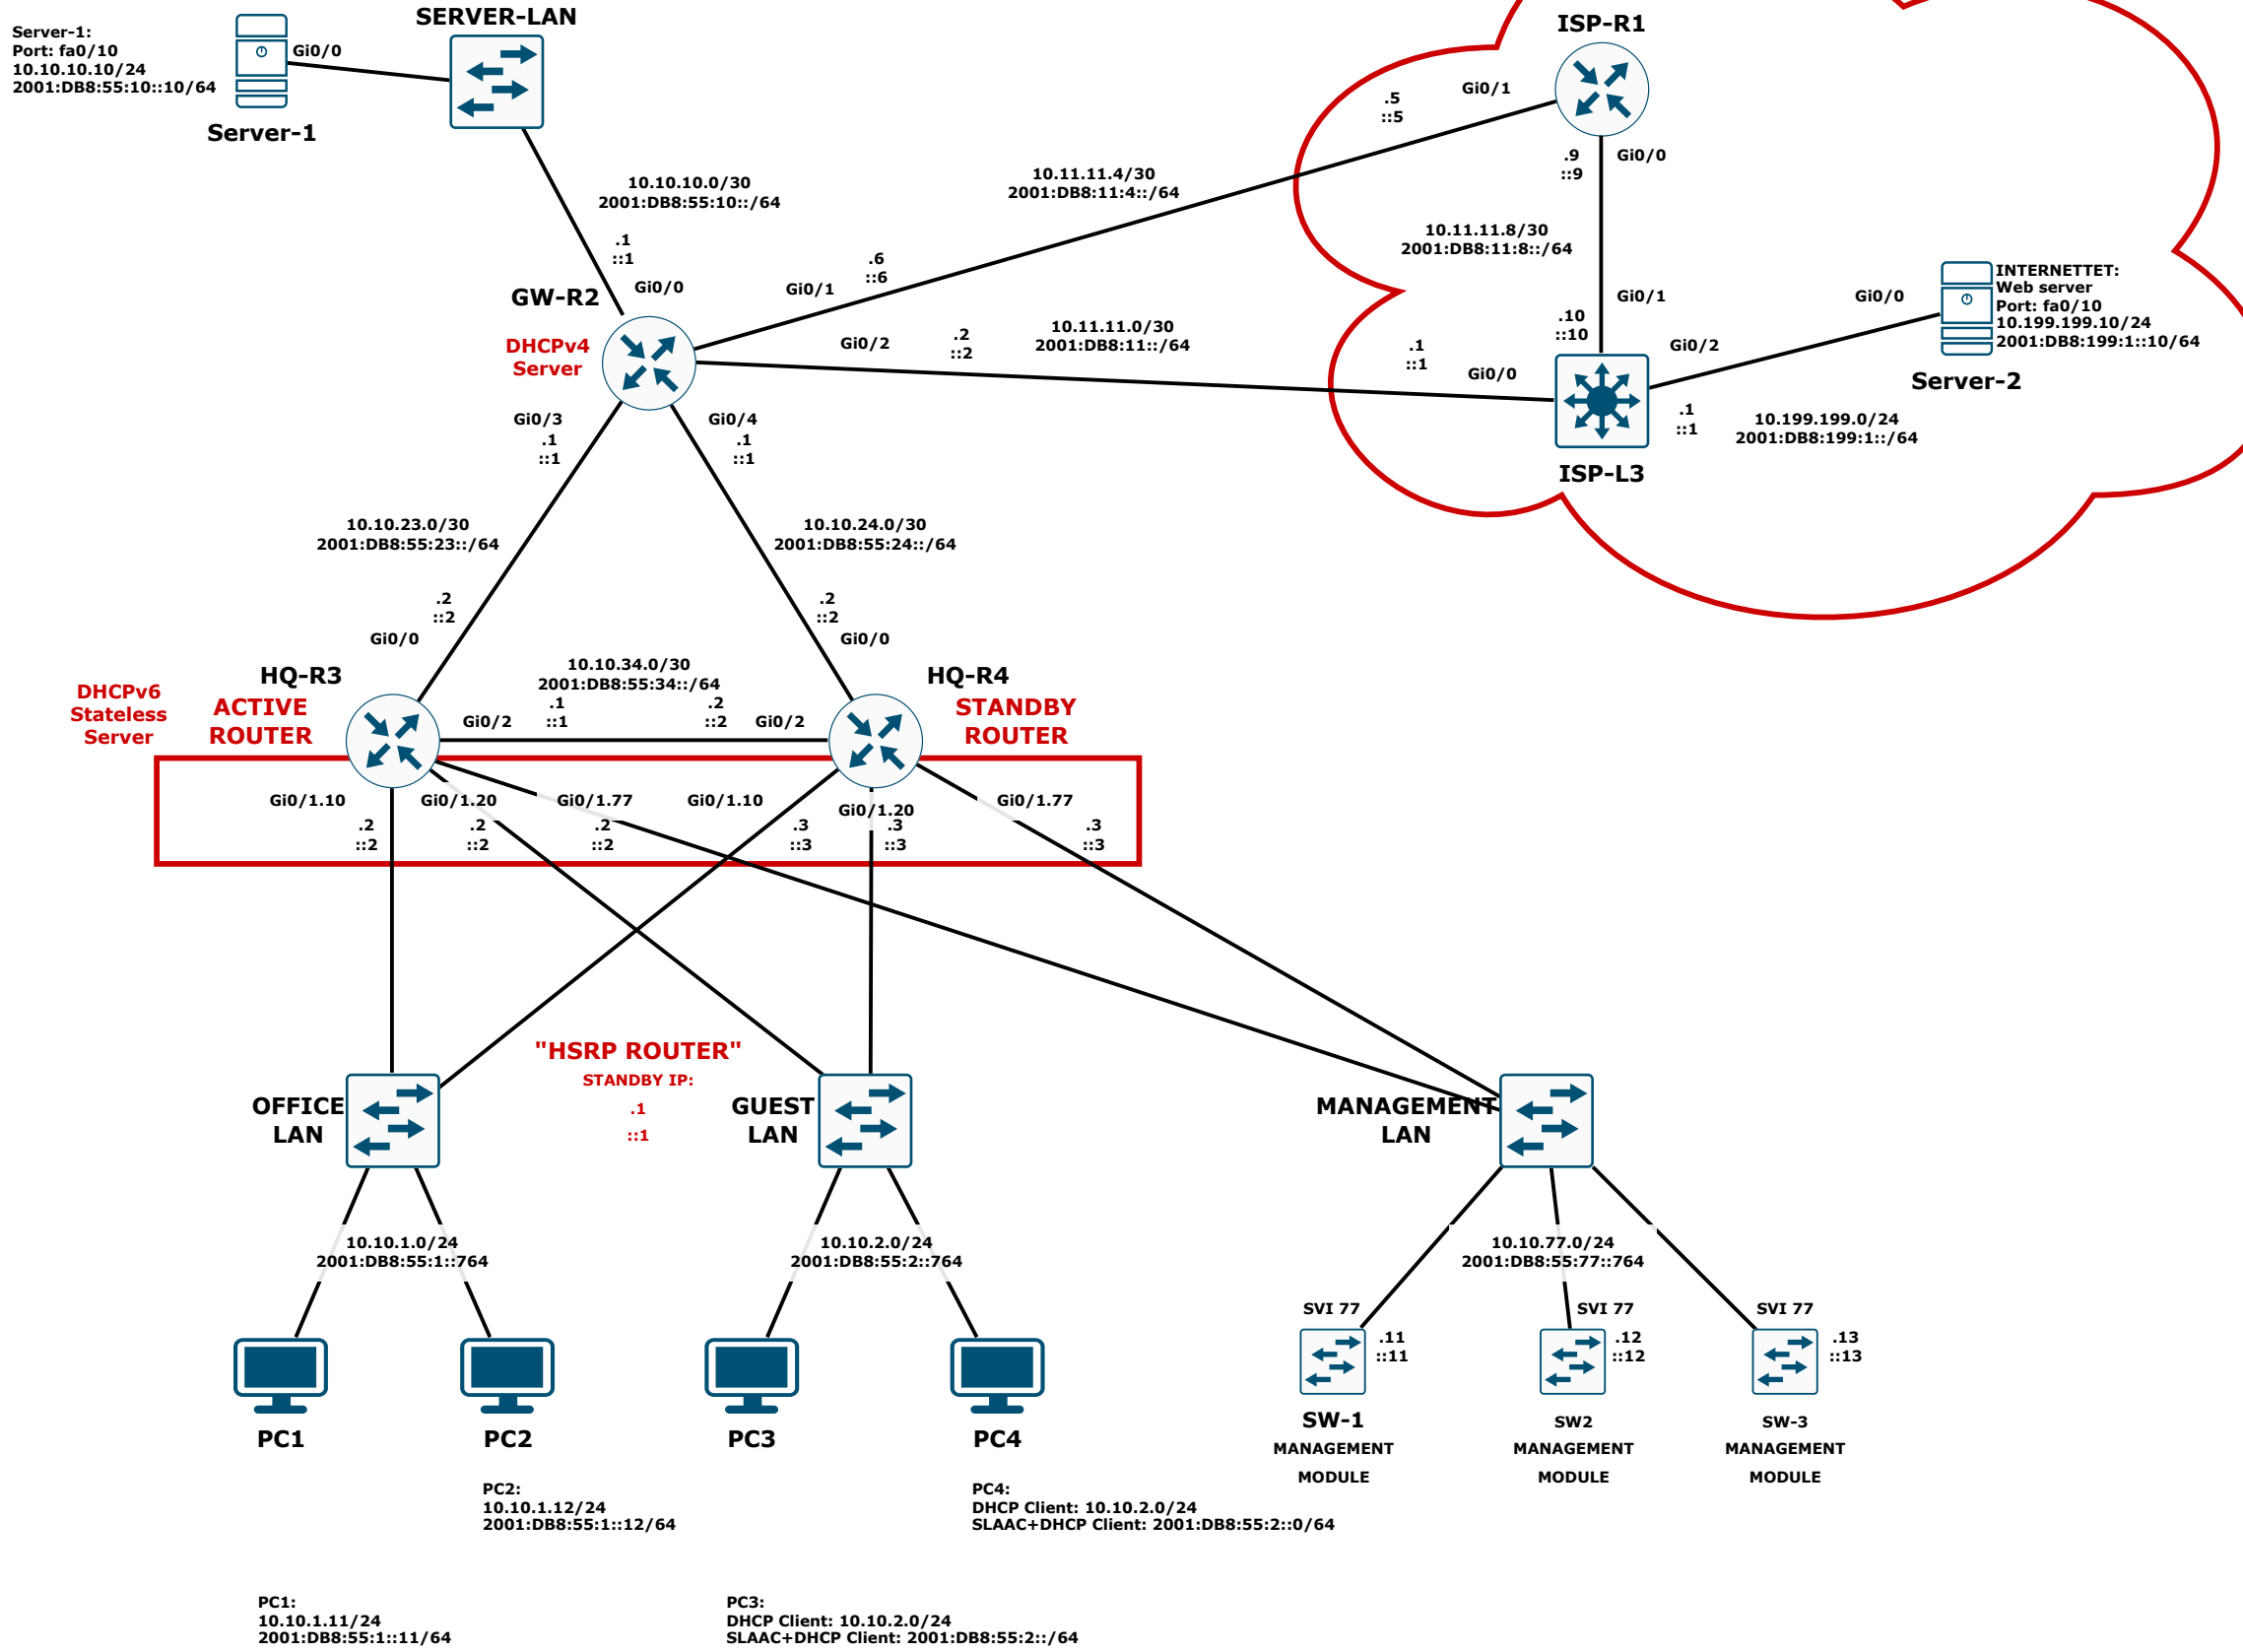 SERVER-LAN
Server-1:
Port: fa0/10
10.10.10.10/24
2001:DB8:55:10::10/64
Gi0/0
Server-1
ISP-R1
.5
::5
Gi0/1
.9
::9
Gi0/0
10.10.10.0/30
2001:DB8:55:10::/64
10.11.11.4/30
2001:DB8:11:4::/64
10.11.11.8/30
2001:DB8:11:8::/64
.1
::1
Gi0/0
GW-R2
DHCPv4
Server
Gi0/1
.6
::6
Gi0/2
.2
::2
10.11.11.0/30
2001:DB8:11::/64
.1
::1
Gi0/0
.10
::10
Gi0/1
Gi0/2
Gi0/0
INTERNETTET:
Web server
Port: fa0/10
10.199.199.10/24
2001:DB8:199:1::10/64
Server-2
.1
::1
10.199.199.0/24
2001:DB8:199:1::/64
ISP-L3
Gi0/3
.1
::1
Gi0/4
.1
::1
10.10.23.0/30
2001:DB8:55:23::/64
10.10.24.0/30
2001:DB8:55:24::/64
.2
::2
Gi0/0
.2
::2
Gi0/0
HQ-R3
DHCPv6
Stateless
Server
ACTIVE
ROUTER
10.10.34.0/30
2001:DB8:55:34::/64
Gi0/2
.1
::1
.2
::2
Gi0/2
HQ-R4
STANDBY
ROUTER
Gi0/1.10
.2
::2
Gi0/1.20
.2
::2
Gi0/1.77
.2
::2
Gi0/1.10
.3
::3
Gi0/1.20
.3
::3
Gi0/1.77
.3
::3
"HSRP ROUTER"
STANDBY IP:
.1
::1
OFFICE
LAN
GUEST
LAN
MANAGEMENT
LAN
10.10.1.0/24
2001:DB8:55:1::764
10.10.2.0/24
2001:DB8:55:2::764
10.10.77.0/24
2001:DB8:55:77::764
SVI 77
.11
::11
SVI 77
.12
::12
SVI 77
.13
::13
PC1
PC2
PC3
PC4
SW-1
MANAGEMENT
MODULE
SW2
MANAGEMENT
MODULE
SW-3
MANAGEMENT
MODULE
PC2:
10.10.1.12/24
2001:DB8:55:1::12/64
PC4:
DHCP Client: 10.10.2.0/24
SLAAC+DHCP Client: 2001:DB8:55:2::0/64
PC1:
10.10.1.11/24
2001:DB8:55:1::11/64
PC3:
DHCP Client: 10.10.2.0/24
SLAAC+DHCP Client: 2001:DB8:55:2::/64